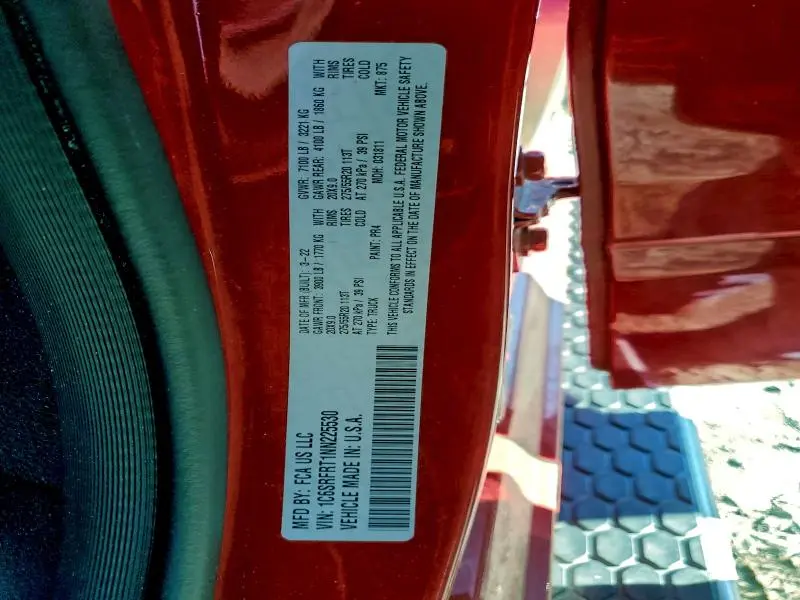 MFD BY: FCA US LLC
DATE OF MFR (BUILT): 3-22
GVWR: 7100 LB / 3221 KG
GAWR FRONT: 3900 LB / 1770 KG WITH
GAWR REAR: 4100 LB / 1860 KG WITH
20X9.0 RIMS
20X9.0 RIMS
275/55R20 113T TIRES
275/55R20 113T TIRES
AT 270 kPa / 39 PSI COLD
AT 270 kPa / 39 PSI COLD
VIN: 1C6SRFRT1NN225530
TYPE: TRUCK
PAINT: PR4
MDH: 031811
MKT: 875
VEHICLE MADE IN: U.S.A.
THIS VEHICLE CONFORMS TO ALL APPLICABLE U.S.A. FEDERAL MOTOR VEHICLE SAFETY
STANDARDS IN EFFECT ON THE DATE OF MANUFACTURE SHOWN ABOVE.